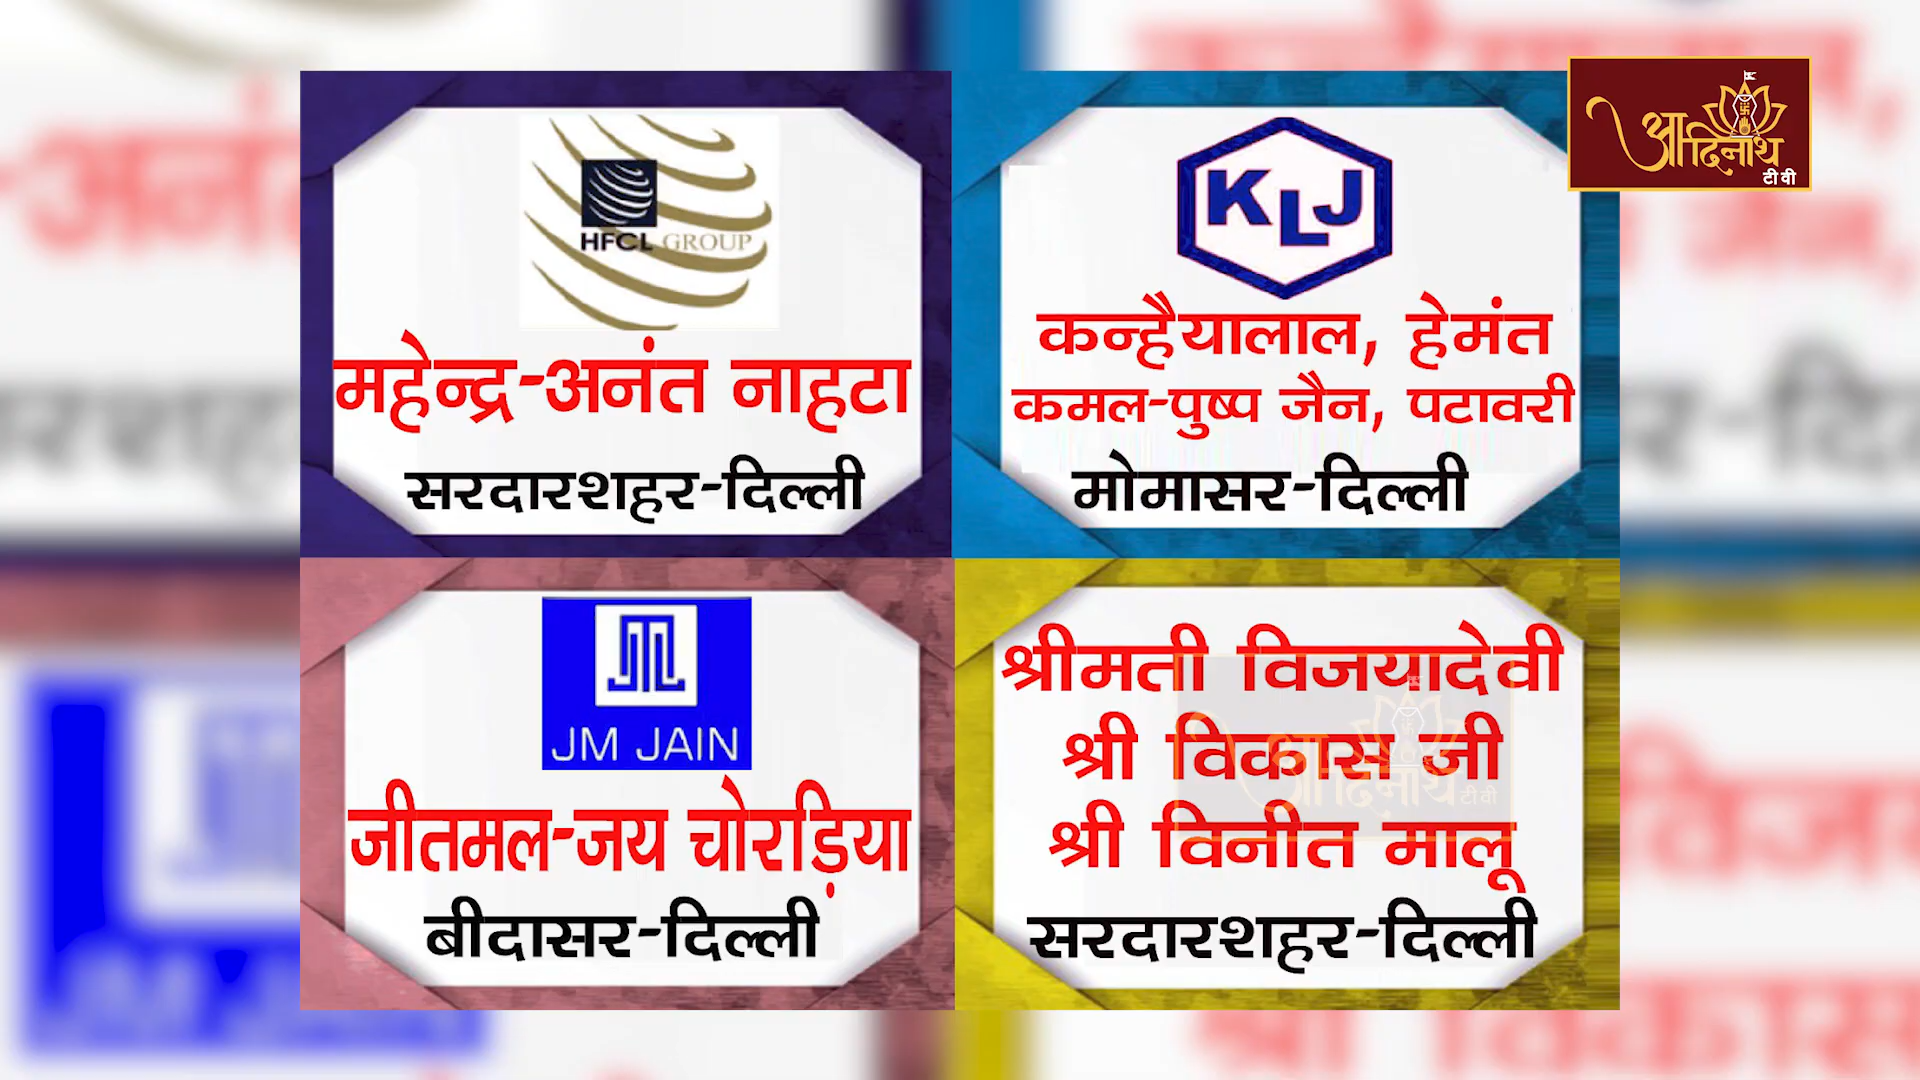 HFCL GROUP
महेन्द्र-अनंत नाहटा
सरदारशहर-दिल्ली
KLJ
कन्हैयालाल, हेमंत
कमल-पुष्प जैन, पटावरी
मोमासर-दिल्ली
आदिनाथ
टीवी
JM JAIN
जीतमल-जय चोरड़िया
बीदासर-दिल्ली
श्रीमती विजयादेवी
श्री विकास जी
श्री विनीत मालू
सरदारशहर-दिल्ली
आदिनाथ
टीवी